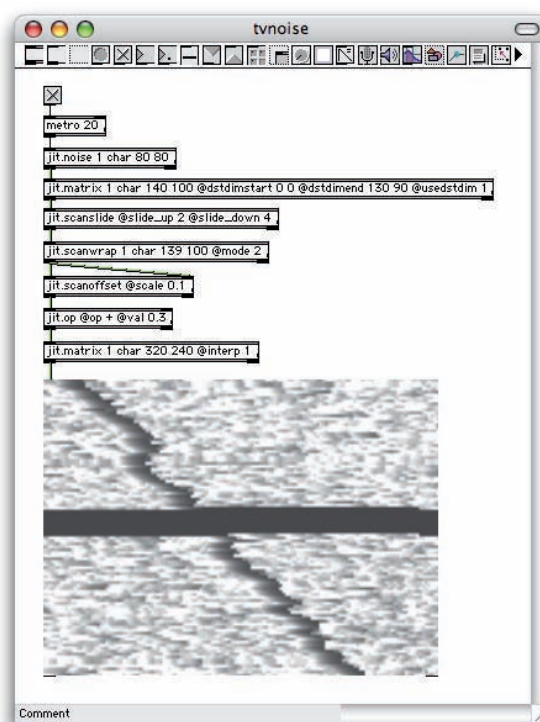 tvnoise
metro 20
jit.noise 1 char 80 80
jit.matrix 1 char 140 100 @dstdimstart 0 0 @dstdimend 130 90 @usedstdim 1
jit.scanslide @slide_up 2 @slide_down 4
jit.scanwrap 1 char 139 100 @mode 2
jit.scanoffset @scale 0.1
jit.op @op + @val 0.3
jit.matrix 1 char 320 240 @interp 1
Comment